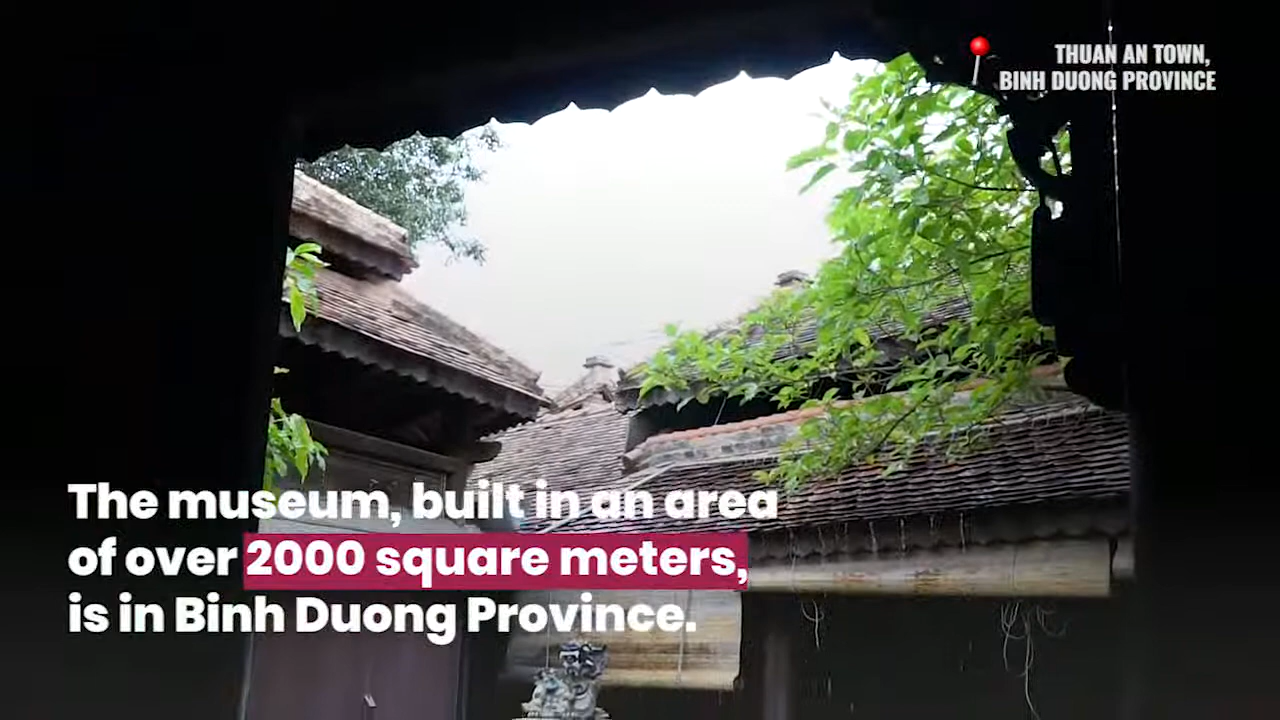 THUAN AN TOWN,
BINH DUONG PROVINCE
The museum, built in an area
of over 2000 square meters,
is in Binh Duong Province.